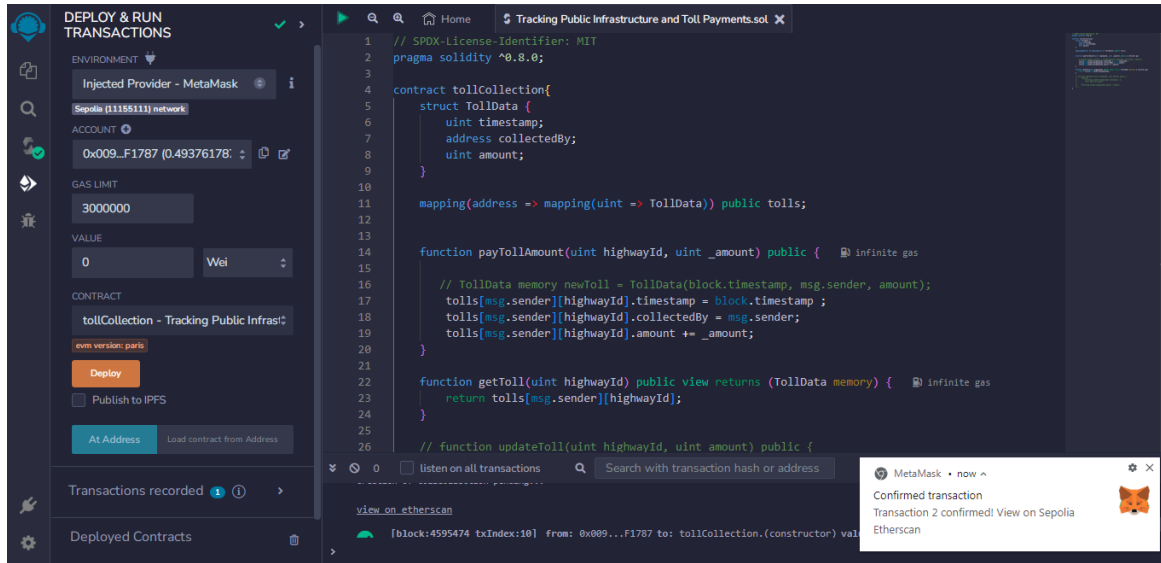 DEPLOY & RUN
TRANSACTIONS
ENVIRONMENT
Injected Provider - MetaMask
i
Sepolia (11155111) network
ACCOUNT
0x009...F1787 (0.49376178
GAS LIMIT
3000000
VALUE
0
Wei
CONTRACT
tollCollection - Tracking Public Infrast
evm version: paris
Deploy
Publish to IPFS
At Address
Load contract from Address
Transactions recorded 1 i
Deployed Contracts
Home
Tracking Public Infrastructure and Toll Payments.sol
1 // SPDX-License-Identifier: MIT
2 pragma solidity ^0.8.0;
3
4 contract tollCollection{
5 struct TollData {
6 uint timestamp;
7 address collectedBy;
8 uint amount;
9 }
10
11 mapping(address => mapping(uint => TollData)) public tolls;
12
13
14 function payTollAmount(uint highwayId, uint _amount) public { infinite gas
15
16 // TollData memory newToll = TollData(block.timestamp, msg.sender, amount);
17 tolls[msg.sender][highwayId].timestamp = block.timestamp ;
18 tolls[msg.sender][highwayId].collectedBy = msg.sender;
19 tolls[msg.sender][highwayId].amount += _amount;
20 }
21
22 function getToll(uint highwayId) public view returns (TollData memory) { infinite gas
23 return tolls[msg.sender][highwayId];
24 }
25
26 // function updateToll(uint highwayId, uint amount) public {
0
listen on all transactions
Search with transaction hash or address
view on etherscan
[block:4595474 txIndex:10] from: 0x009...F1787 to: tollCollection.(constructor) val
>
MetaMask • now
Confirmed transaction
Transaction 2 confirmed! View on Sepolia
Etherscan